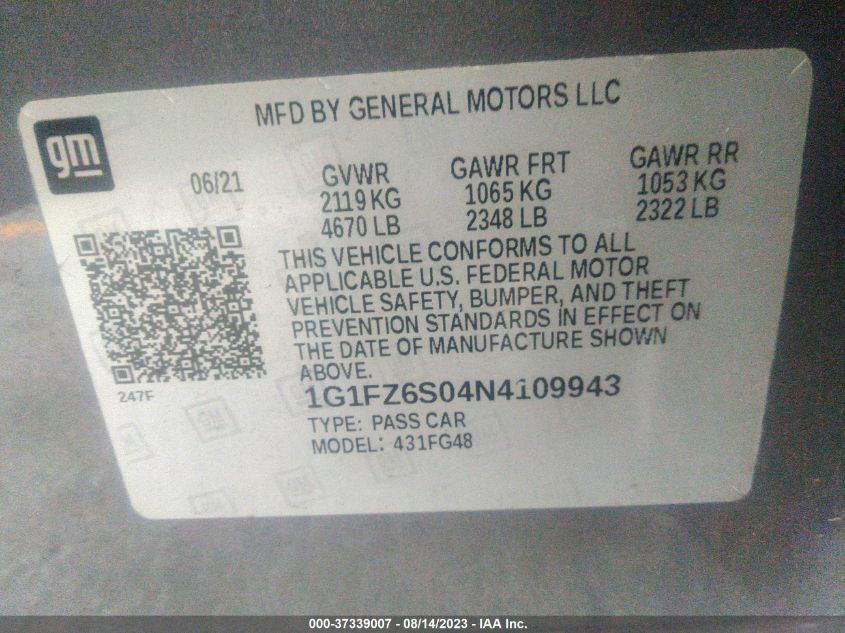 MFD BY GENERAL MOTORS LLC
gm
06/21
GVWR
2119 KG
4670 LB
GAWR FRT
1065 KG
2348 LB
GAWR RR
1053 KG
2322 LB
THIS VEHICLE CONFORMS TO ALL
APPLICABLE U.S. FEDERAL MOTOR
VEHICLE SAFETY, BUMPER, AND THEFT
PREVENTION STANDARDS IN EFFECT ON
THE DATE OF MANUFACTURE SHOWN
ABOVE.
247F
1G1FZ6S04N4109943
TYPE: PASS CAR
MODEL: 431FG48
000-37339007 - 08/14/2023 - IAA Inc.